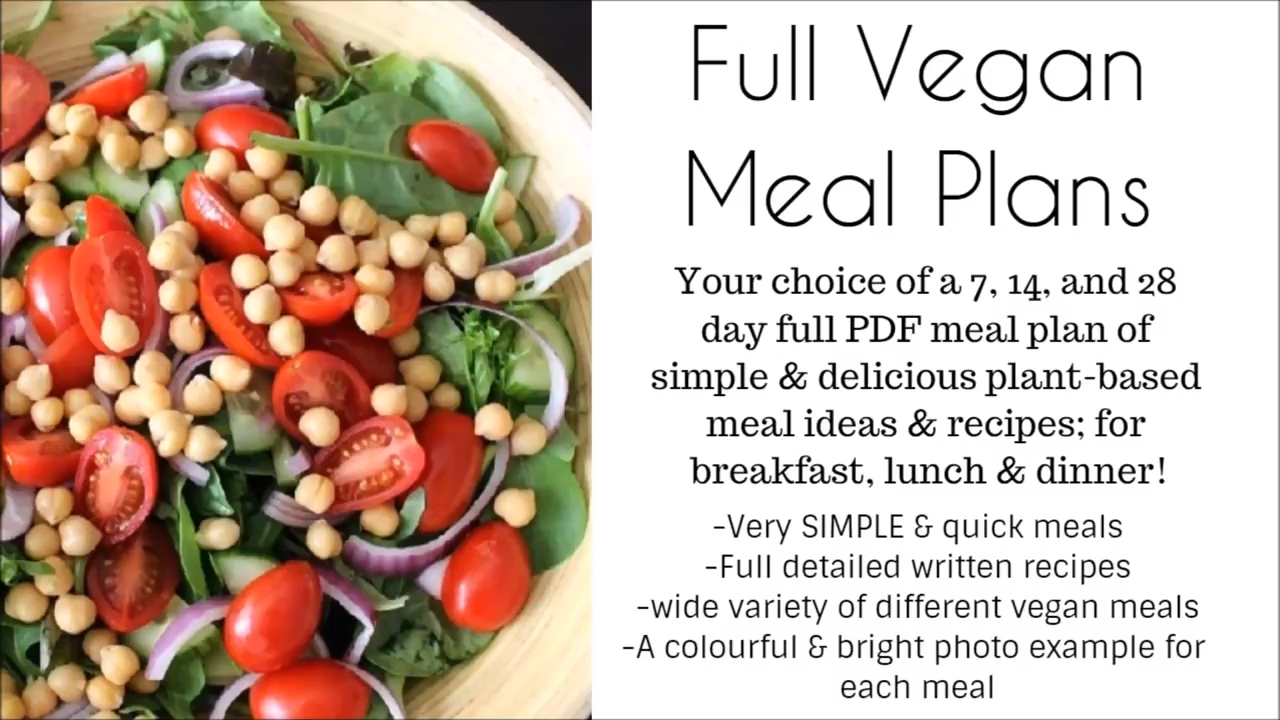 Full Vegan
Meal Plans
Your choice of a 7, 14, and 28
day full PDF meal plan of
simple & delicious plant-based
meal ideas & recipes; for
breakfast, lunch & dinner!
-Very SIMPLE & quick meals
-Full detailed written recipes
-wide variety of different vegan meals
-A colourful & bright photo example for
each meal